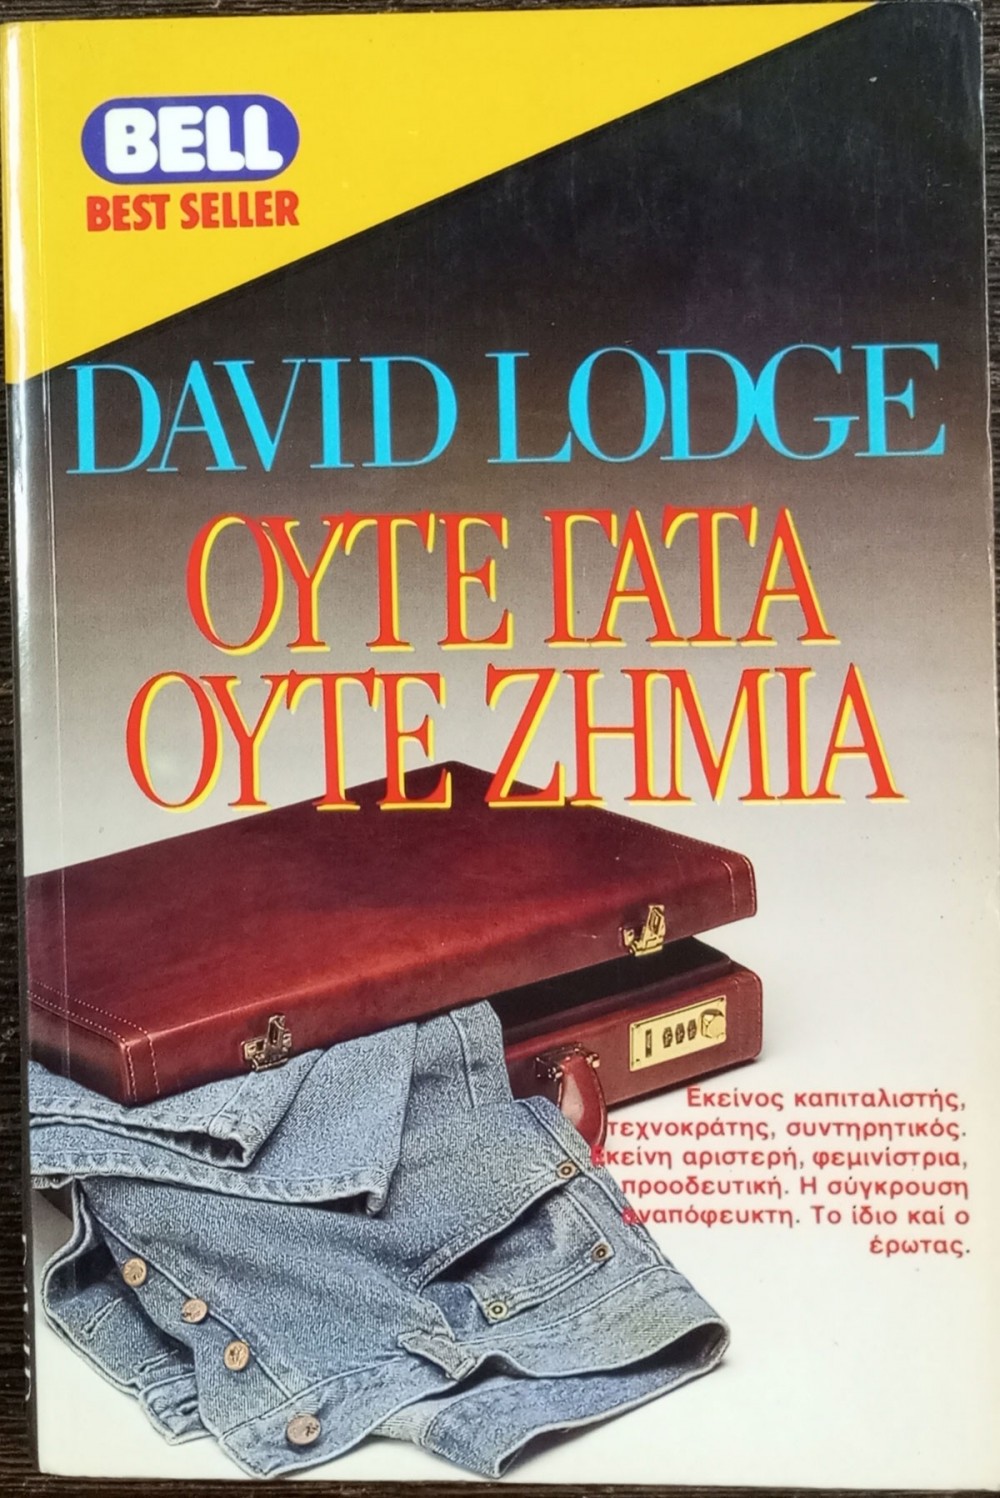 BELL
BEST SELLER
DAVID LODGE
ΟΥΤΕ ΓΑΤΑ
ΟΥΤΕ ΖΗΜΙΑ
Εκείνος καπιταλιστής,
τεχνοκράτης, συντηρητικός.
Εκείνη αριστερή, φεμινίστρια,
προοδευτική. Η σύγκρουση
αναπόφευκτη. Το ίδιο καί ο
έρωτας.